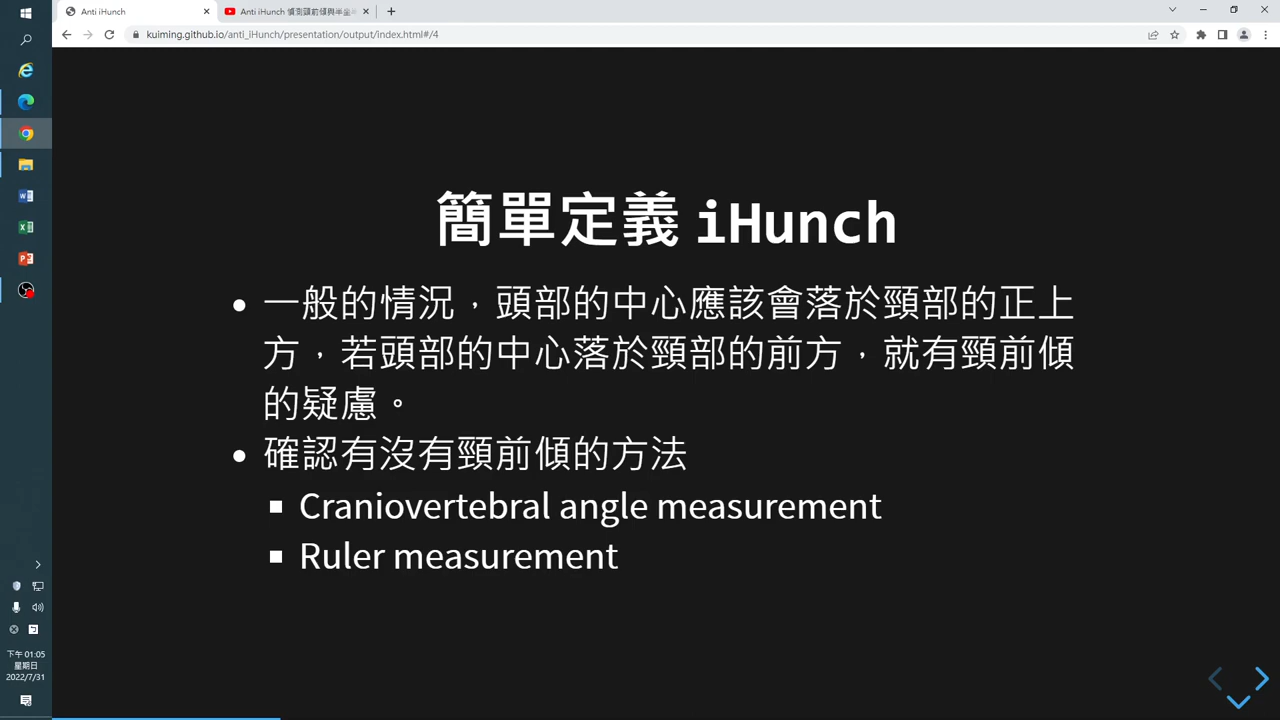 Anti iHunch
Anti iHunch 偵測頭前傾與半坐
kuiming.github.io/anti_iHunch/presentation/output/index.html#/4
簡單定義 iHunch
一般的情況，頭部的中心應該會落於頸部的正上
方，若頭部的中心落於頸部的前方，就有頸前傾
的疑慮。
確認有沒有頸前傾的方法
Craniovertebral angle measurement
Ruler measurement
下午 01:05
星期日
2022/7/31